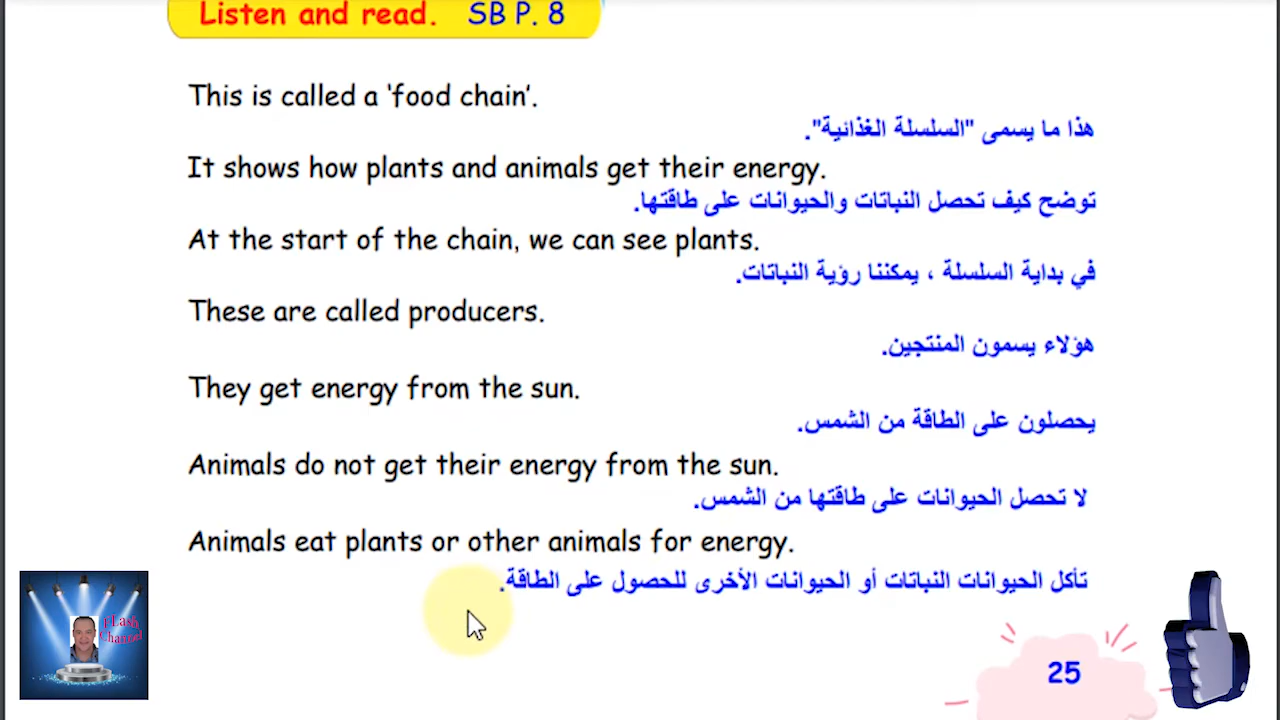 Listen and read. SB P. 8
This is called a ‘food chain’.
هذا ما يسمى "السلسلة الغذائية".
It shows how plants and animals get their energy.
توضح كيف تحصل النباتات والحيوانات على طاقتها.
At the start of the chain, we can see plants.
في بداية السلسلة ، يمكننا رؤية النباتات.
These are called producers.
هؤلاء يسمون المنتجين.
They get energy from the sun.
يحصلون على الطاقة من الشمس.
Animals do not get their energy from the sun.
لا تحصل الحيوانات على طاقتها من الشمس.
Animals eat plants or other animals for energy.
تأكل الحيوانات النباتات أو الحيوانات الأخرى للحصول على الطاقة.
FLash
Channel
25